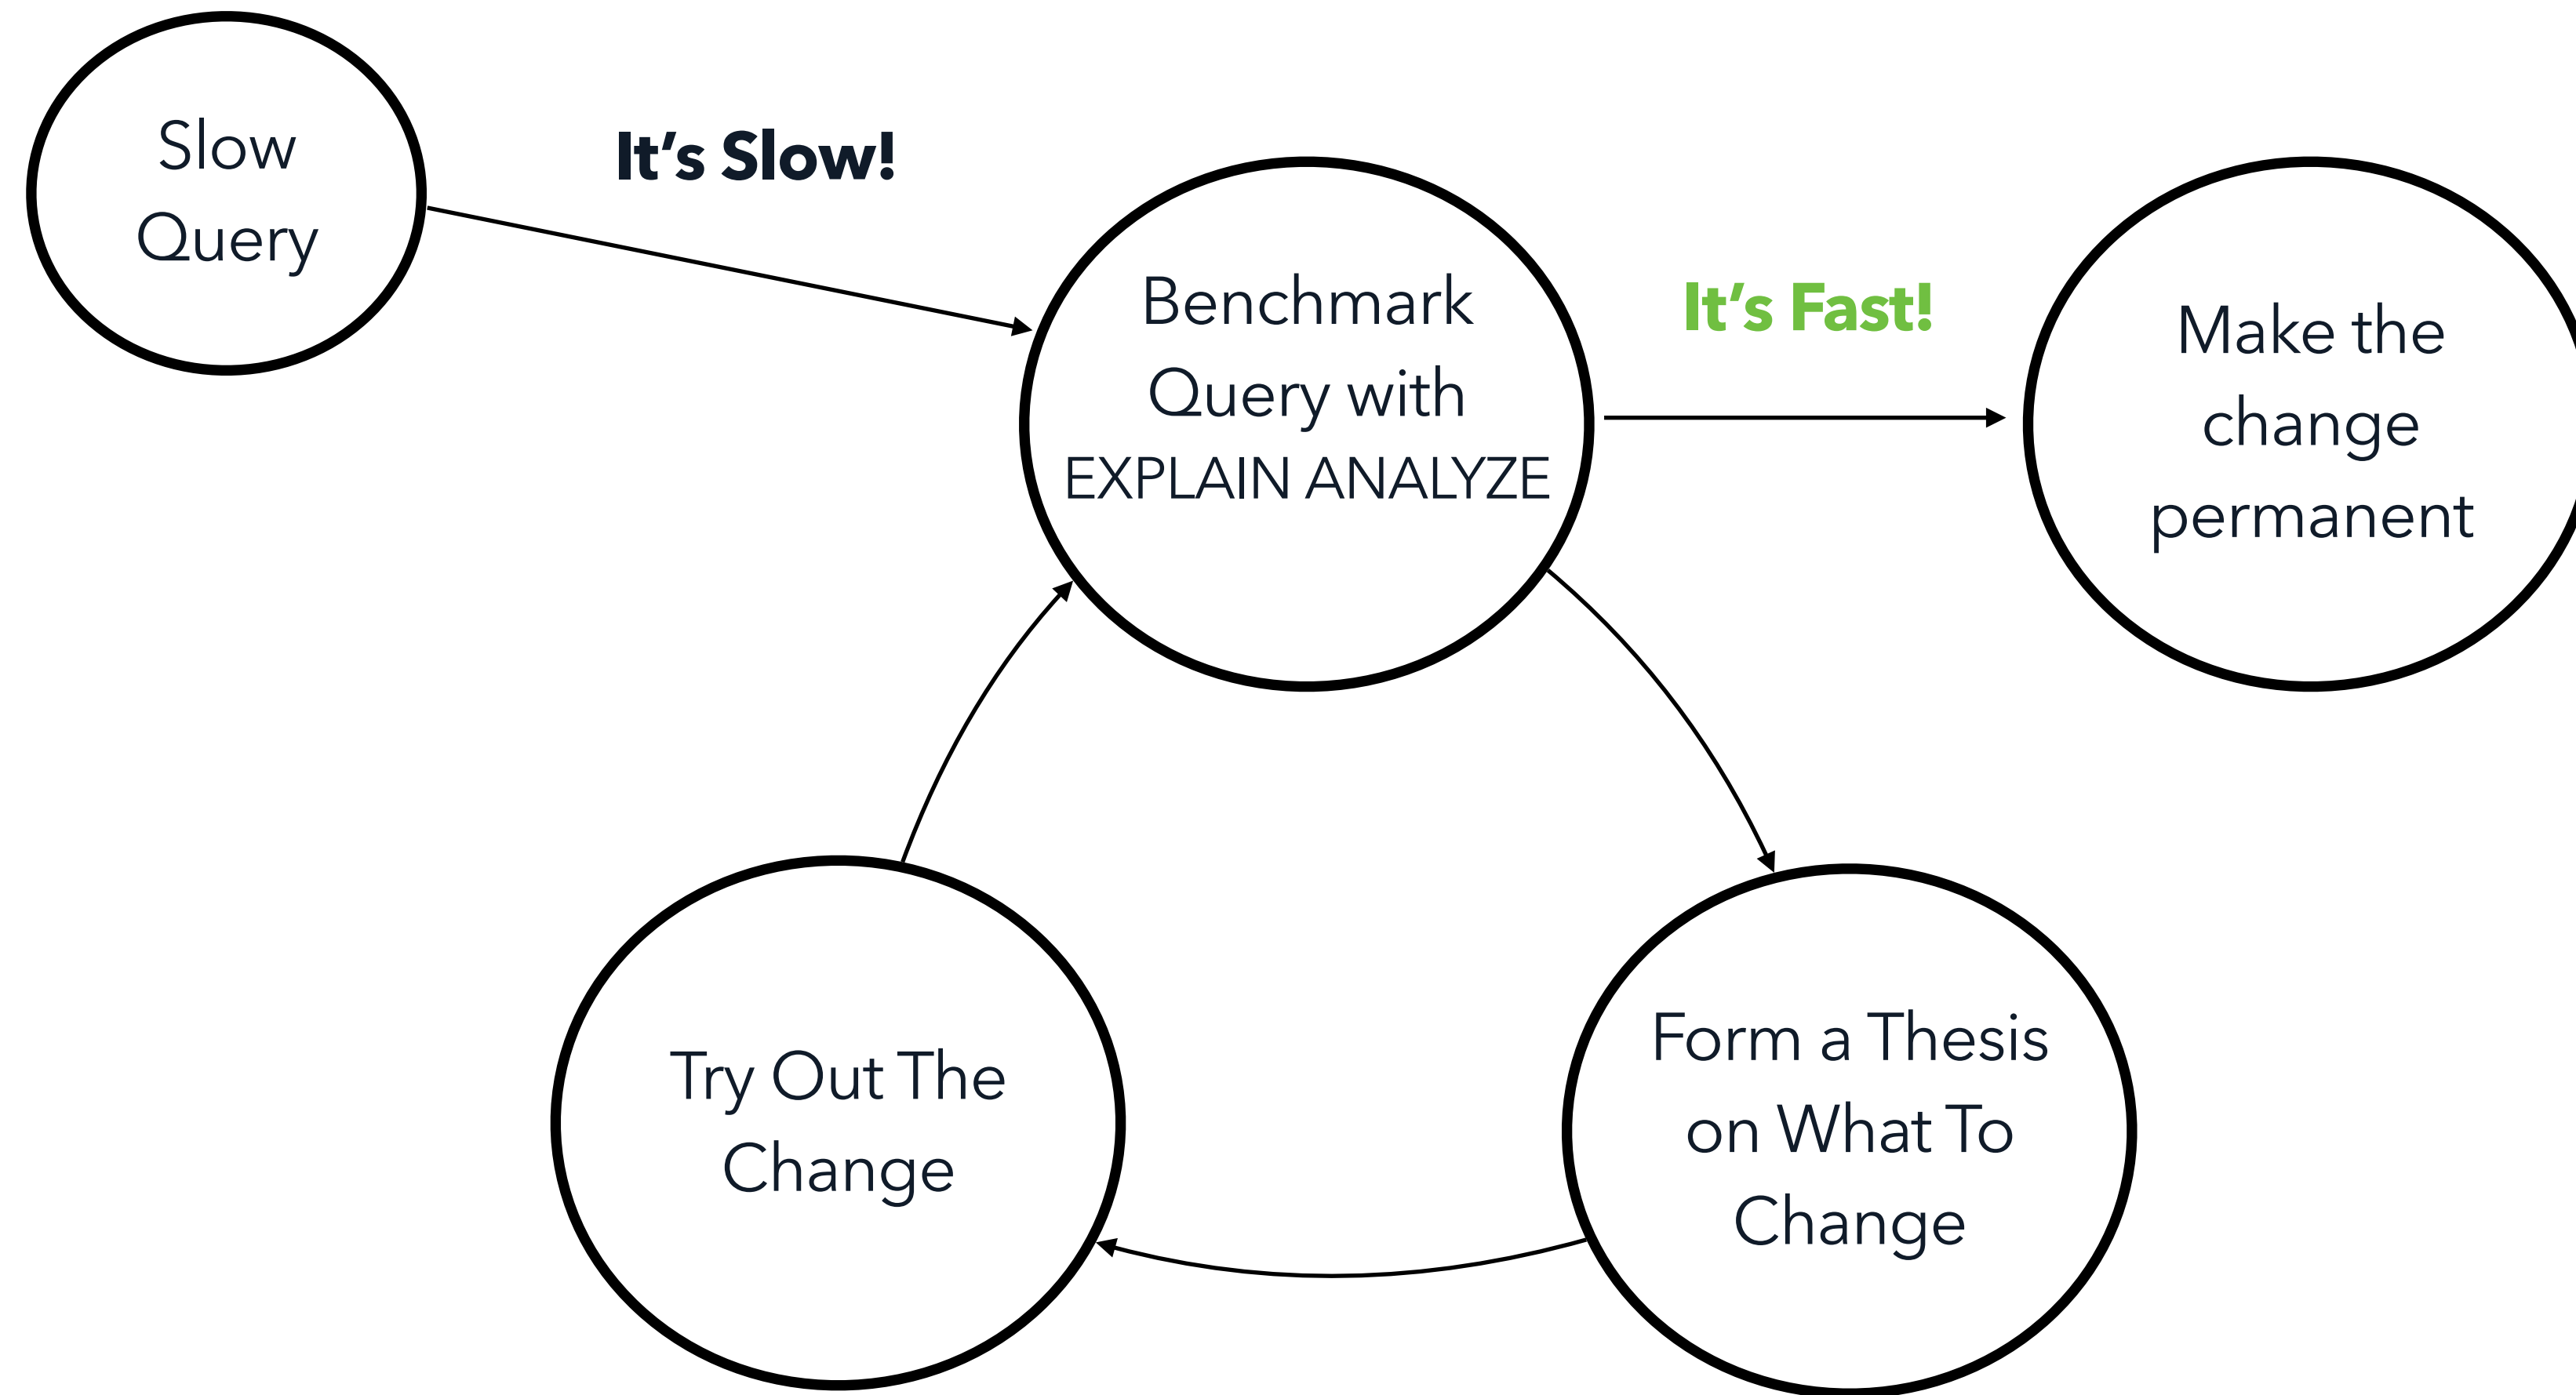 Slow
Query
It’s Slow!
Benchmark
Query with
EXPLAIN ANALYZE
It’s Fast!
Make the
change
permanent
Try Out The
Change
Form a Thesis
on What To
Change